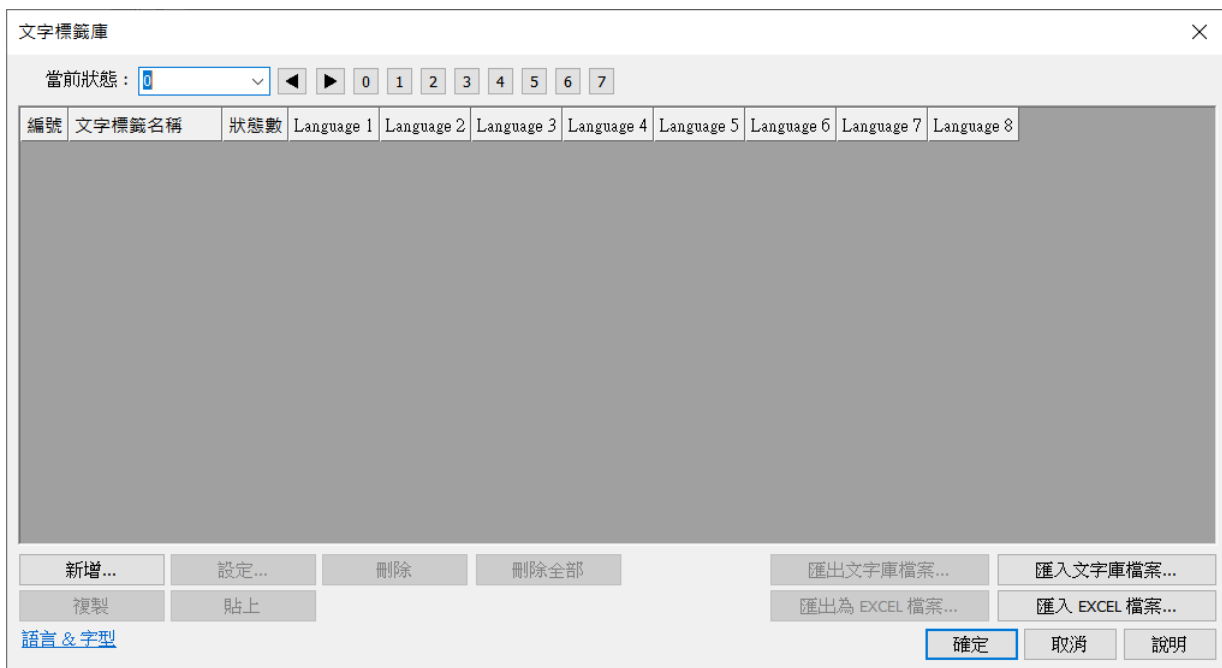 文字標籤庫
當前狀態： 0 0 1 2 3 4 5 6 7
編號 文字標籤名稱 狀態數 Language 1 Language 2 Language 3 Language 4 Language 5 Language 6 Language 7 Language 8
新增... 設定... 刪除 刪除全部 匯出文字庫檔案... 匯入文字庫檔案...
複製 貼上 匯出為 EXCEL 檔案... 匯入 EXCEL 檔案...
語言 & 字型 確定 取消 說明